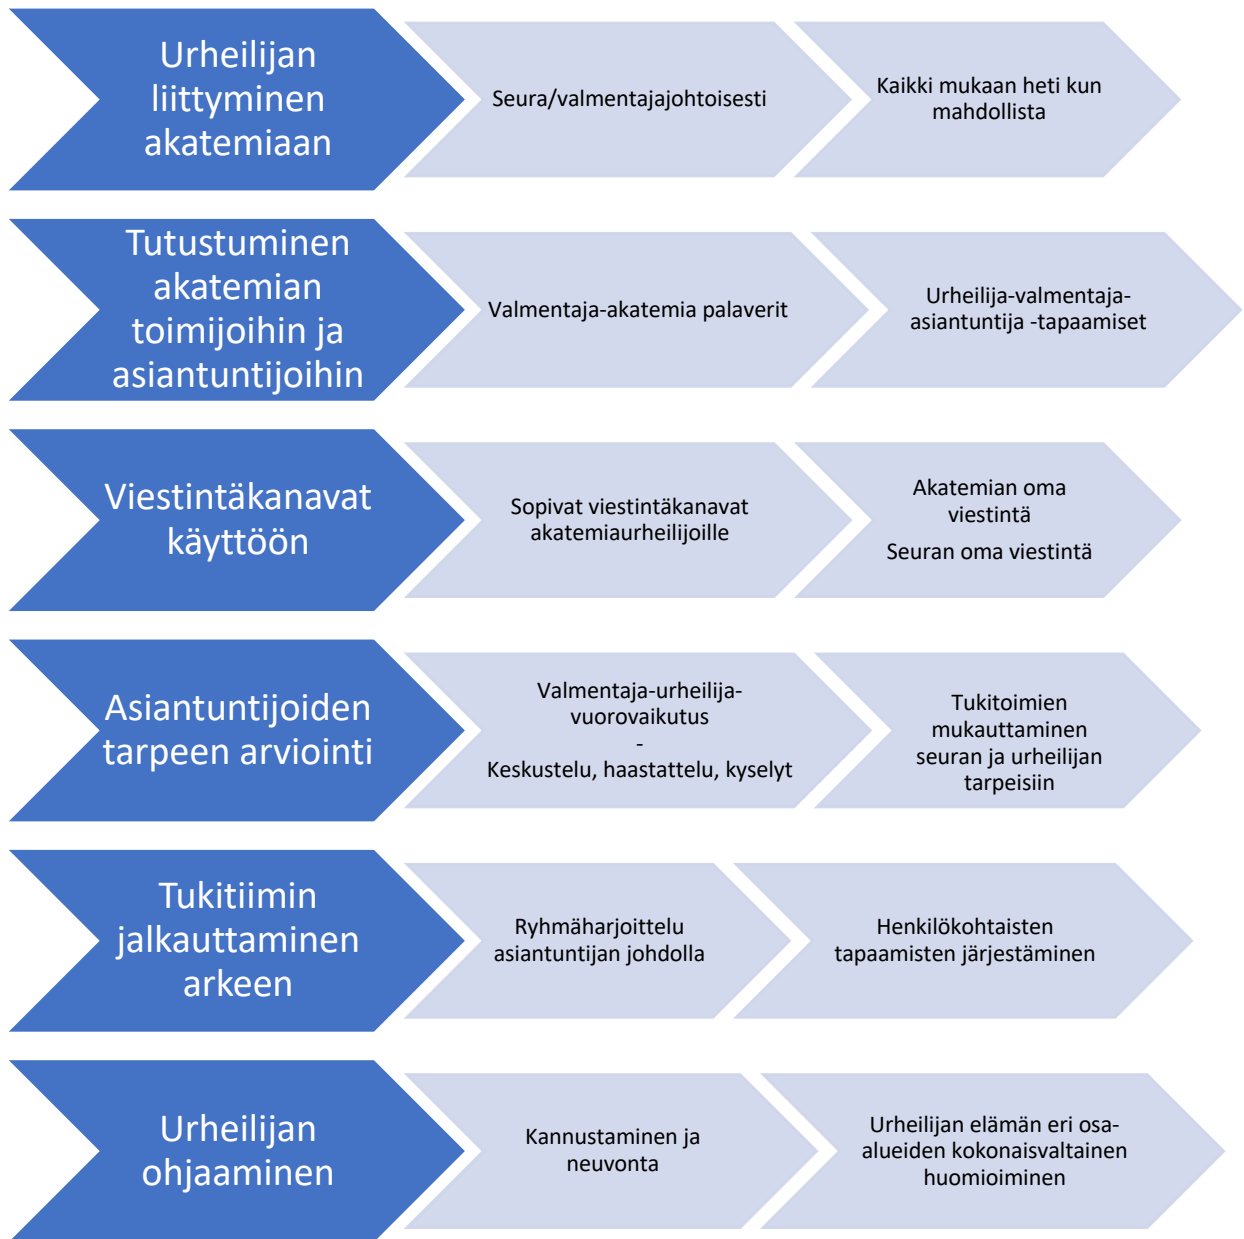 Urheilijan
liittyminen
akatemiaan
Seura/valmentajajohtoisesti
Kaikki mukaan heti kun
mahdollista
Tutustuminen
akatemian
toimijoihin ja
asiantuntijoihin
Valmentaja-akatemia palaverit
Urheilija-valmentaja-
asiantuntija -tapaamiset
Viestintäkanavat
käyttöön
Sopivat viestintäkanavat
akatemiaurheilijoille
Akatemian oma
viestintä
Seuran oma viestintä
Asiantuntijoiden
tarpeen arviointi
Valmentaja-urheilija-
vuorovaikutus
-
Keskustelu, haastattelu, kyselyt
Tukitoimien
mukauttaminen
seuran ja urheilijan
tarpeisiin
Tukitiimin
jalkauttaminen
arkeen
Ryhmäharjoittelu
asiantuntijan johdolla
Henkilökohtaisten
tapaamisten järjestäminen
Urheilijan
ohjaaminen
Kannustaminen ja
neuvonta
Urheilijan elämän eri osa-
alueiden kokonaisvaltainen
huomioiminen